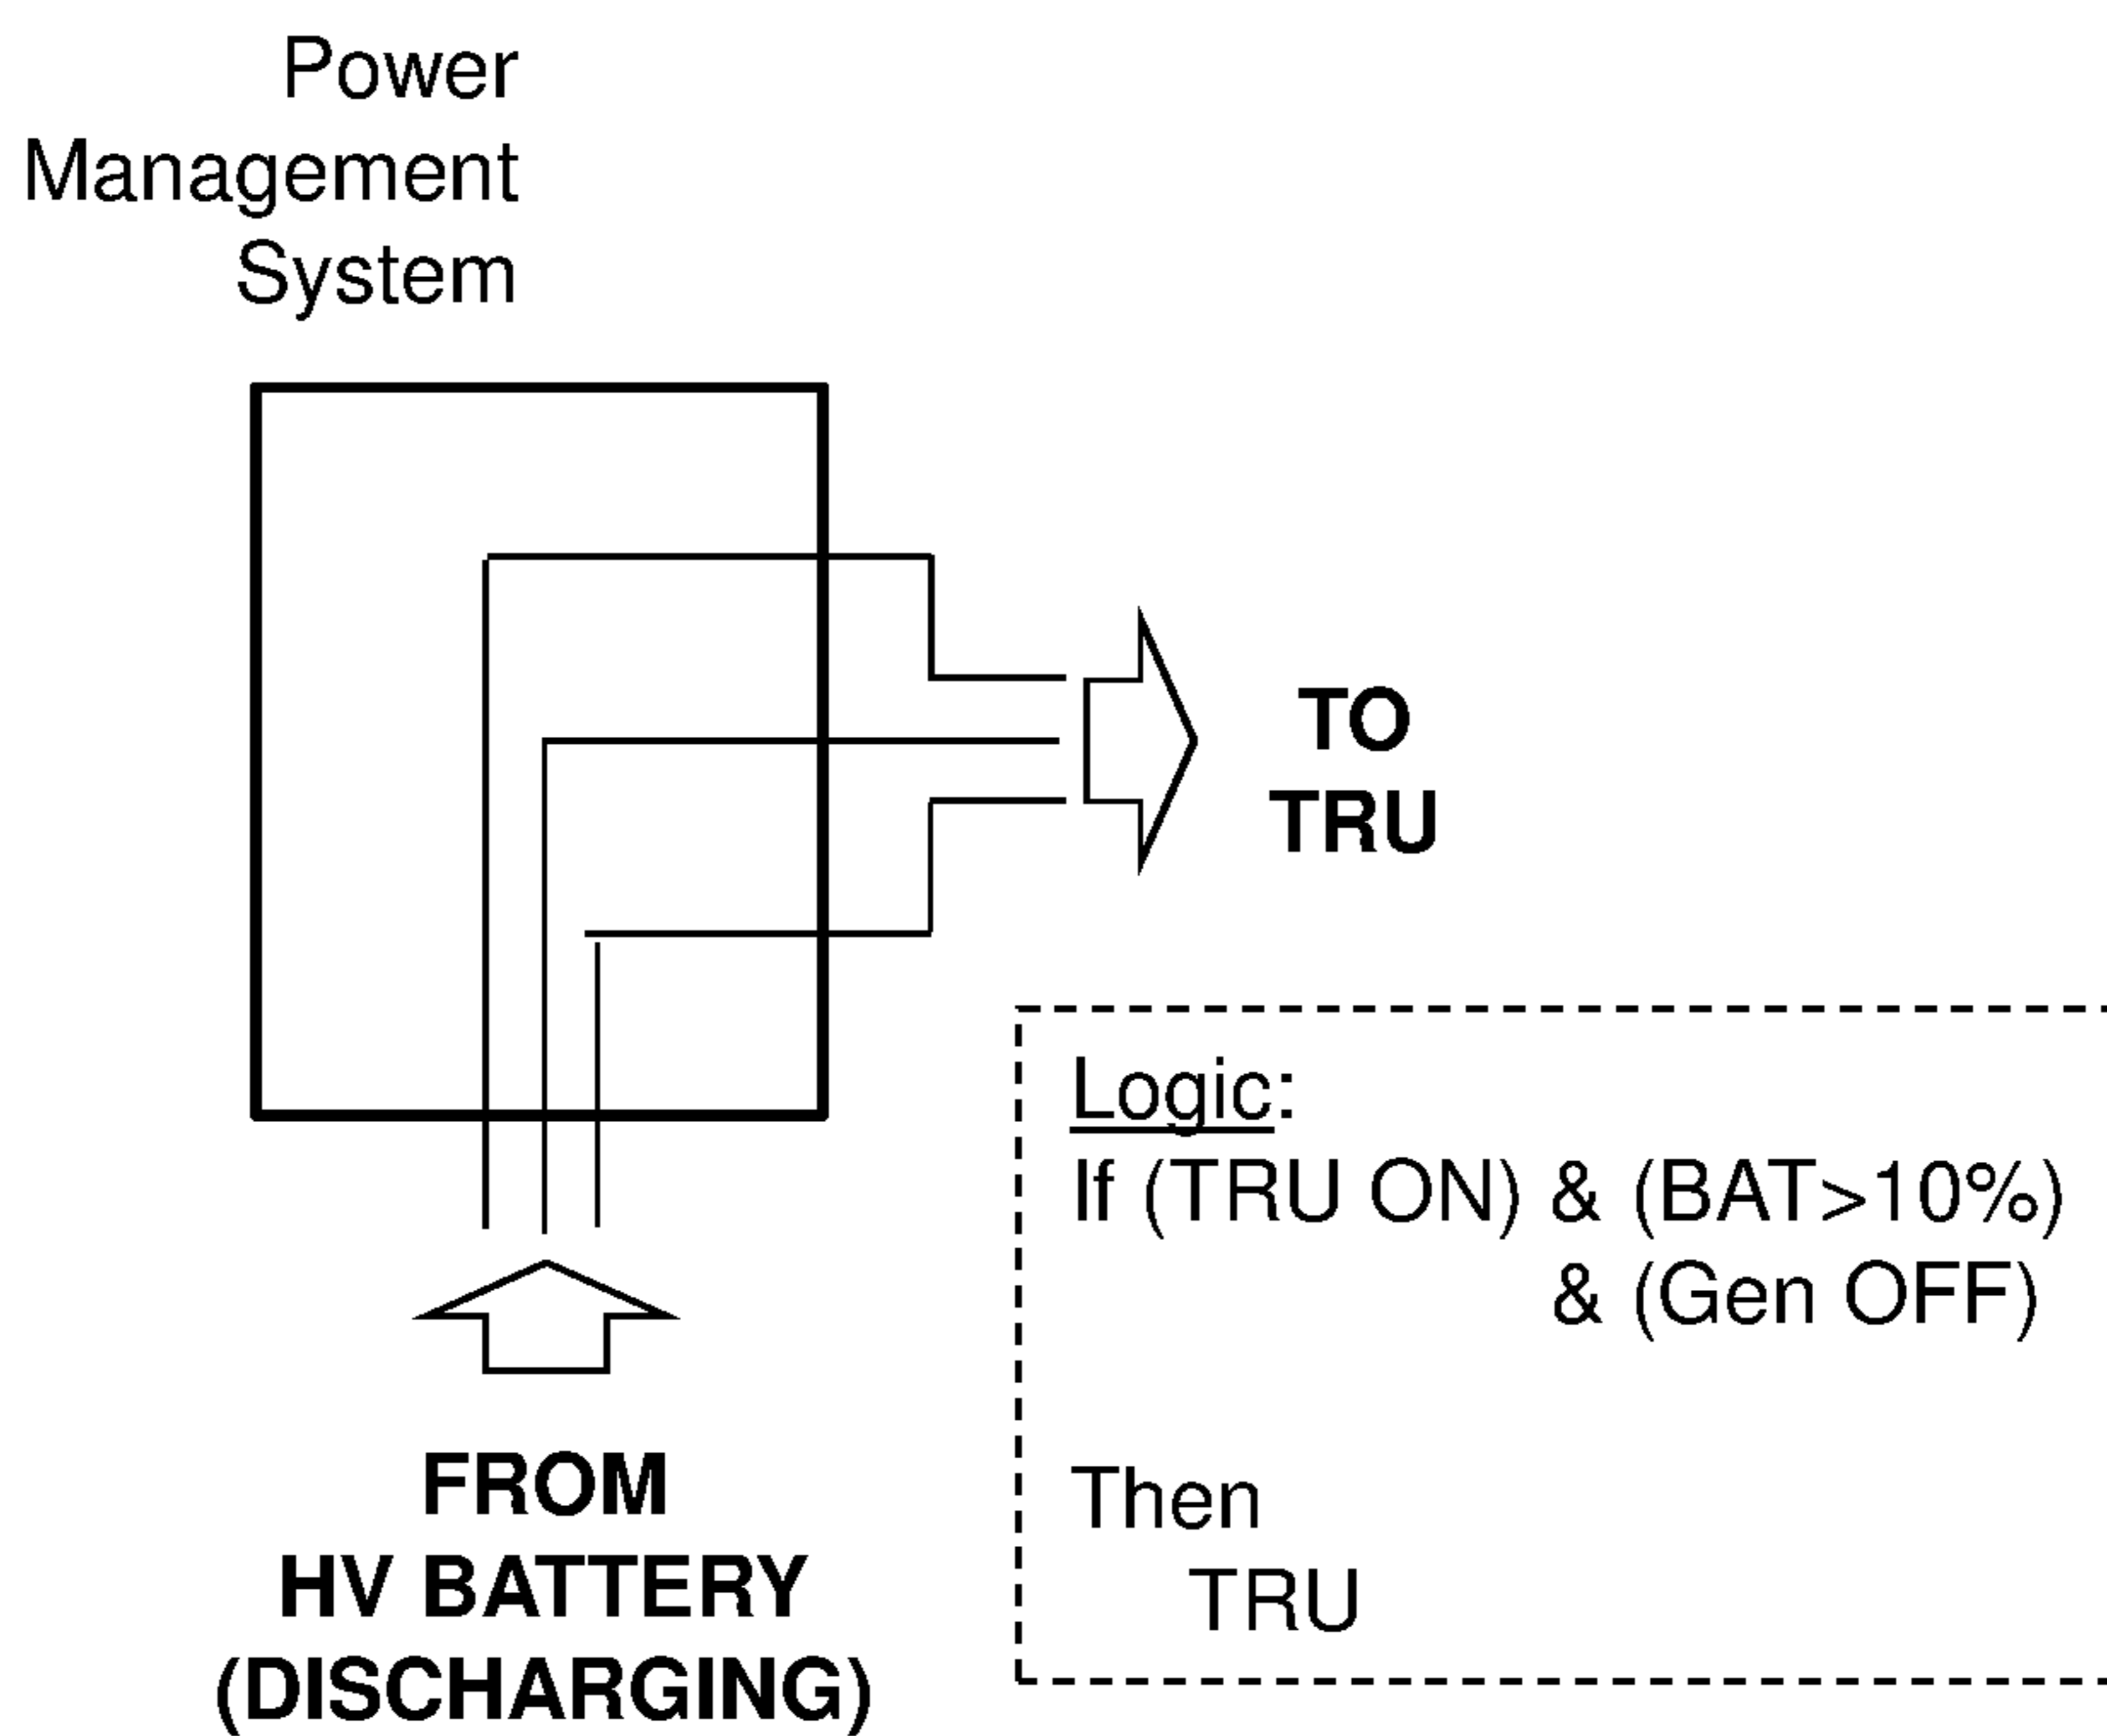 Power
Management
System
TO
TRU
Logic:
If (TRU ON) & (BAT>10%)
& (Gen OFF)
Then
TRU
FROM
HV BATTERY
(DISCHARGING)